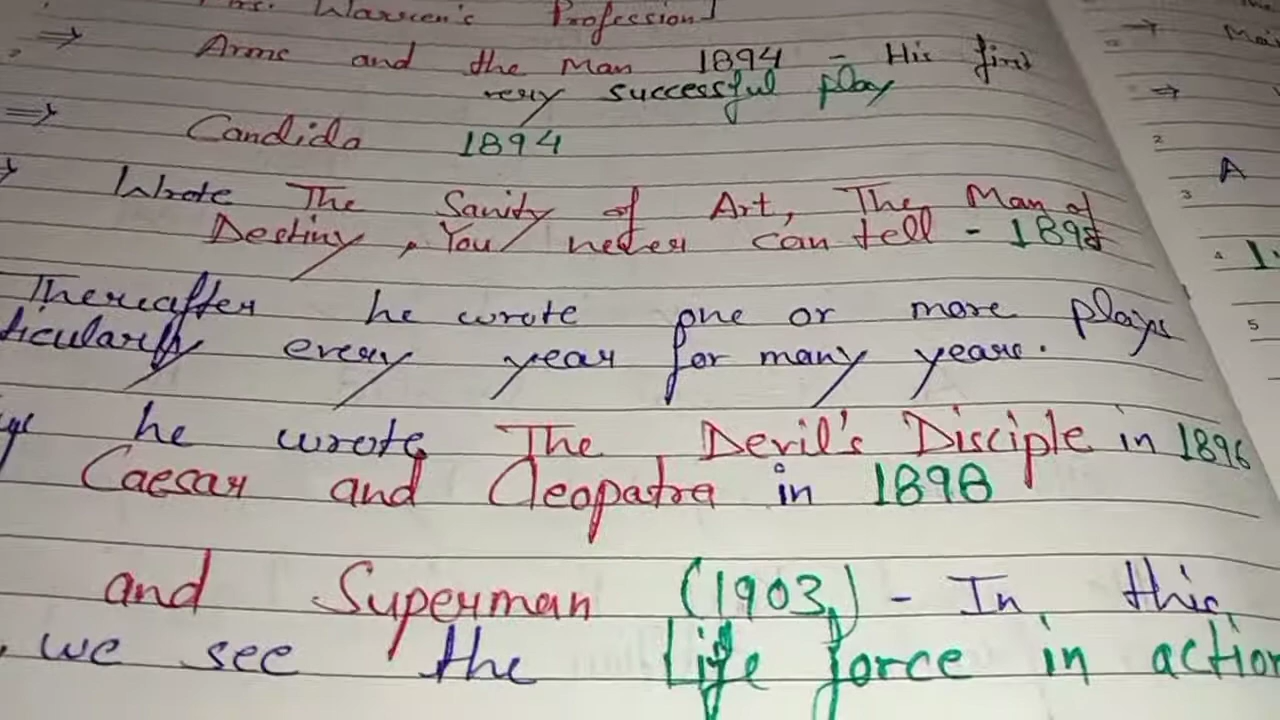 Mrs. Warren's Profession
⇒ Arms and the Man 1894 - His first
very successful play
⇒ Candida 1894
Wrote The Sanity of Art, The Man of
Destiny, You never can tell - 1895
Thereafter he wrote one or more plays
ticularly every year for many years.
he wrote The Devil's Disciple in 1896
Caesar and Cleopatra in 1898
and Superman (1903) - In this
we see the Life force in action